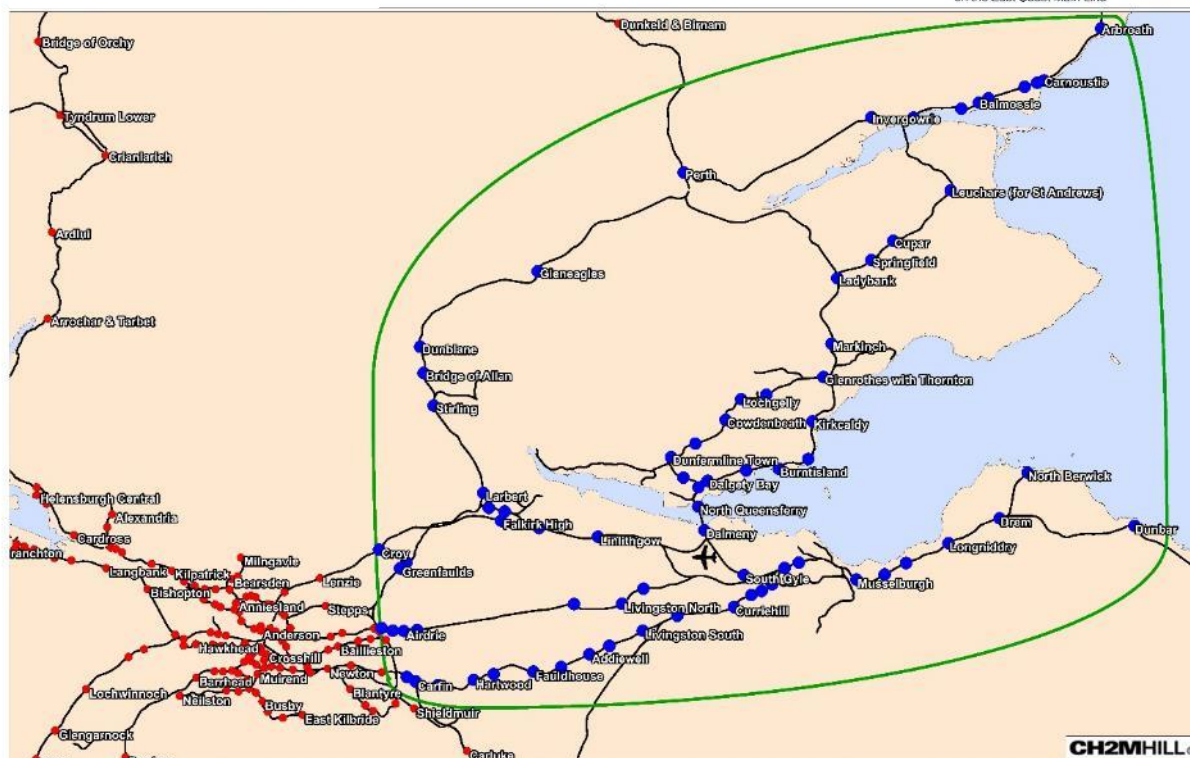 Dunkeld & Birnam
Arbroath
Bridge of Orchy
Carnoustie
Balmossie
Tyndrum Lower
Invergowrie
Crianlarich
Perth
Leuchars (for St Andrews)
Ardlui
Cupar
Springfield
Gleneagles
Ladybank
Arrochar & Tarbet
Markinch
Dunblane
Bridge of Allan
Glenrothes with Thornton
Stirling
Lochgelly
Cowdenbeath
Kirkcaldy
Dunfermline Town
Burntisland
North Berwick
Dalgety Bay
Helensburgh Central
Larbert
North Queensferry
Alexandria
Falkirk High
Drem
Dunbar
Cardross
Dalmeny
Linlithgow
Longniddry
Croy
Milngavie
Langbank
Kilpatrick
Greenfaulds
South Gyle
Musselburgh
Bearsden
Lenzie
Bishopton
Anniesland
Stepps
Livingston North
Curriehill
Anderson
Airdrie
Livingston South
Hawkhead
Baillieston
Crosshill
Addiewell
Barrhead
Muirend
Newton
Fauldhouse
Carfin
Hartwood
Lochwinnoch
Neilston
Blantyre
Busby
East Kilbride
Shieldmuir
Glengarnock
Carluke
CH2MHILL